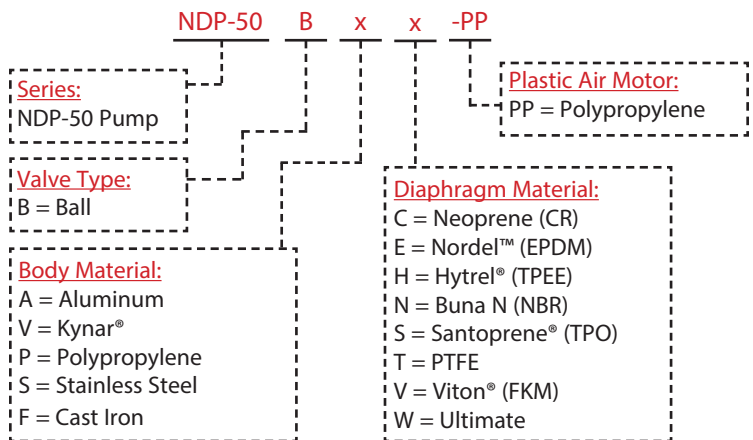 NDP-50 B x x -PP
Series:
NDP-50 Pump
Plastic Air Motor:
PP = Polypropylene
Valve Type:
B = Ball
Body Material:
A = Aluminum
V = Kynar®
P = Polypropylene
S = Stainless Steel
F = Cast Iron
Diaphragm Material:
C = Neoprene (CR)
E = Nordel™ (EPDM)
H = Hytrel® (TPEE)
N = Buna N (NBR)
S = Santoprene® (TPO)
T = PTFE
V = Viton® (FKM)
W = Ultimate